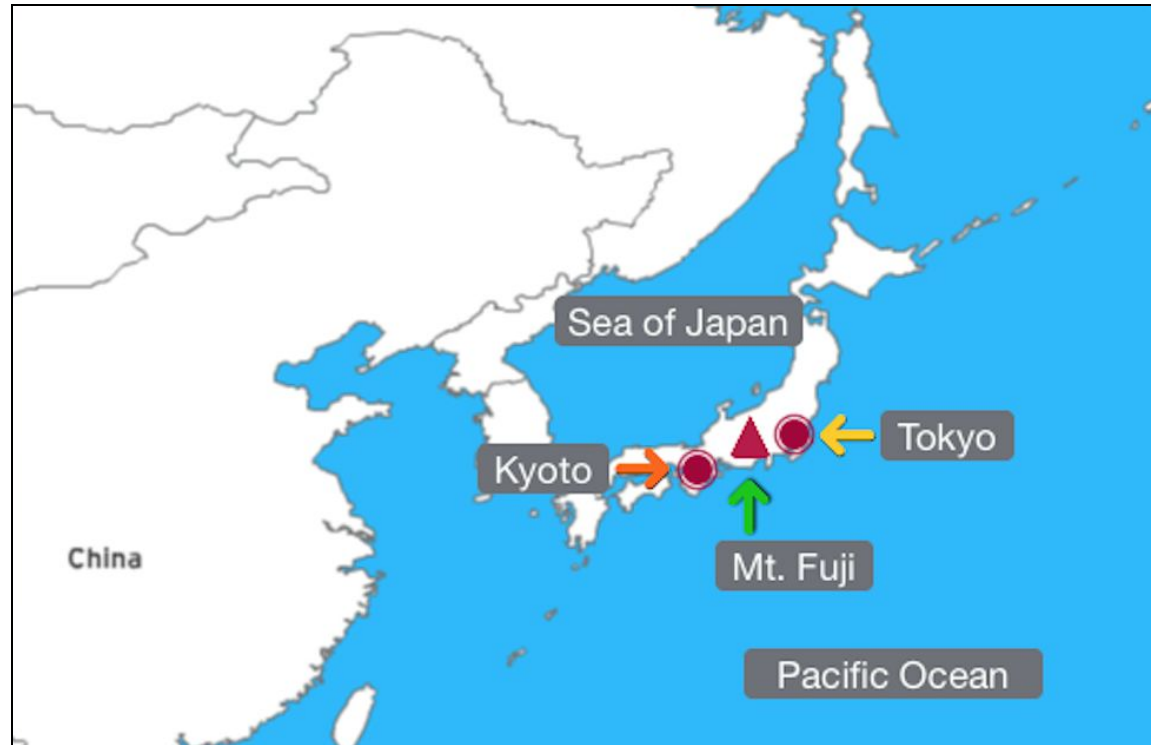 Sea of Japan
Tokyo
Kyoto
Mt. Fuji
China
Pacific Ocean